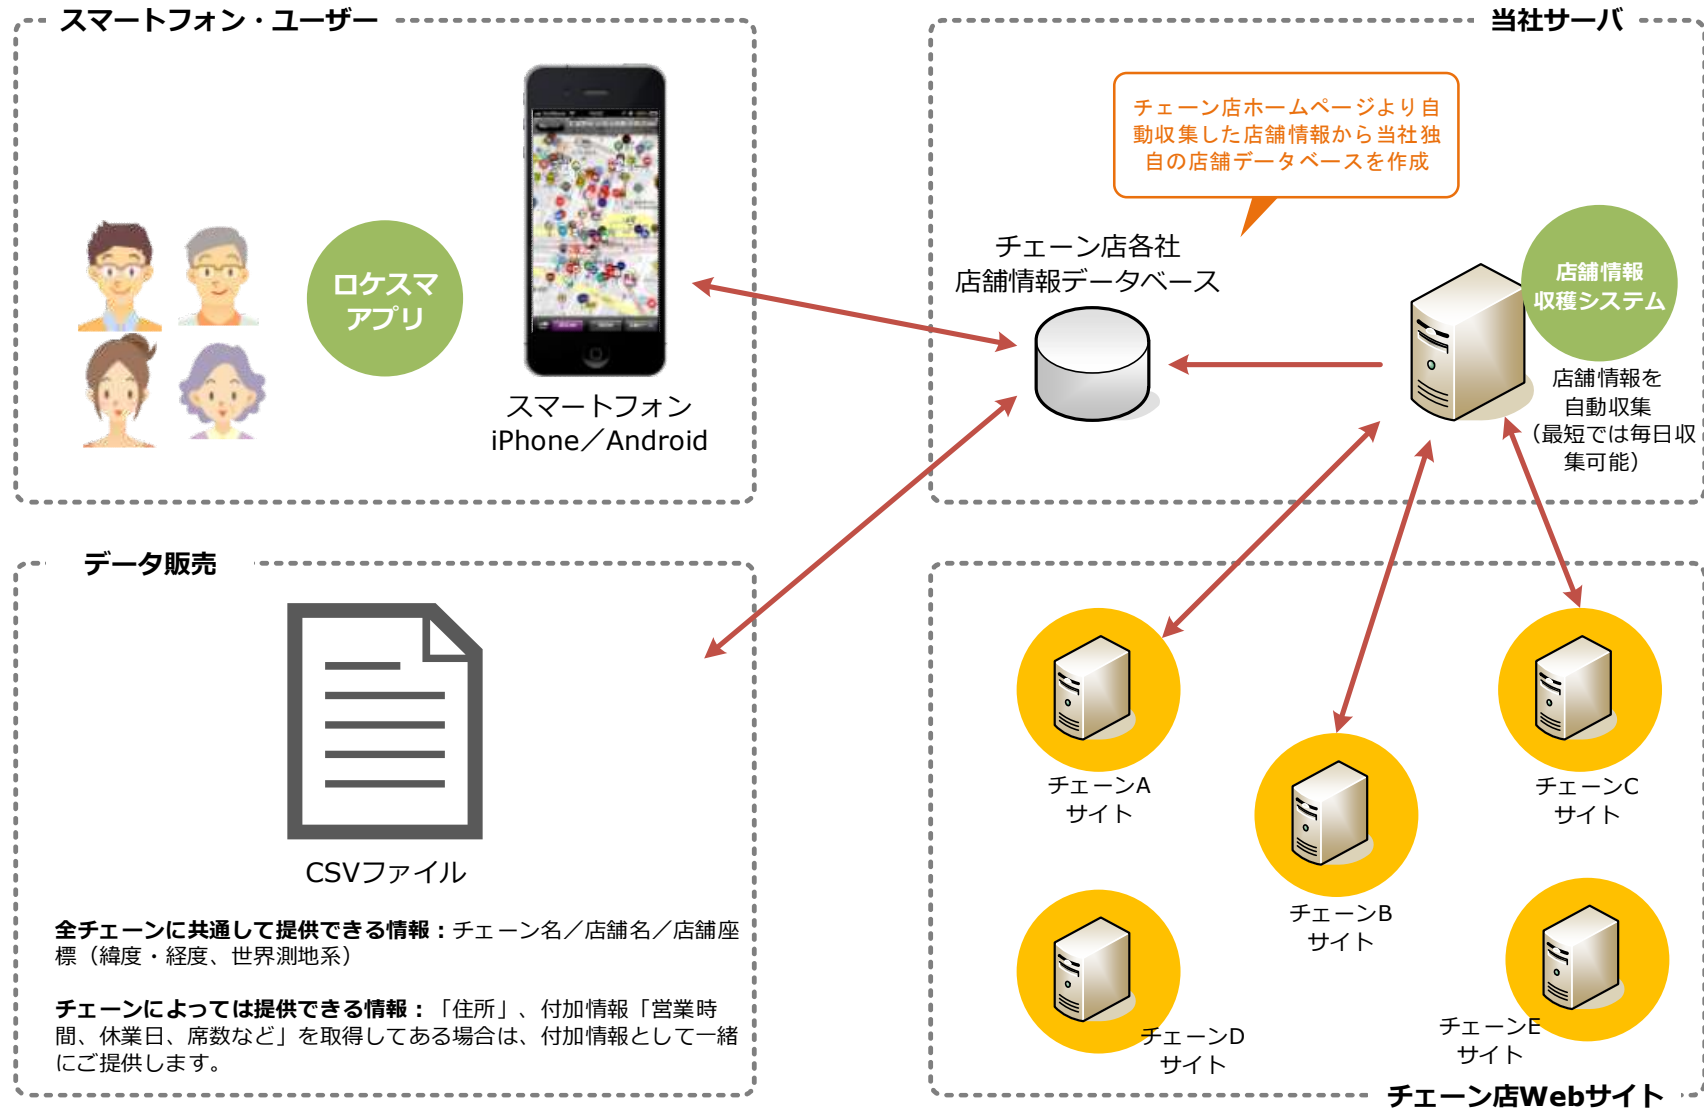 スマートフォン・ユーザー
ロケスマ
アプリ
スマートフォン
iPhone／Android
当社サーバ
チェーン店ホームページより自
動収集した店舗情報から当社独
自の店舗データベースを作成
チェーン店各社
店舗情報データベース
店舗情報
収穫システム
店舗情報を
自動収集
（最短では毎日収
集可能）
データ販売
CSVファイル
全チェーンに共通して提供できる情報：チェーン名／店舗名／店舗座
標（緯度・経度、世界測地系）
チェーンによっては提供できる情報：「住所」、付加情報「営業時
間、休業日、席数など」を取得してある場合は、付加情報として一緒
にご提供します。
チェーンA
サイト
チェーンB
サイト
チェーンC
サイト
チェーンD
サイト
チェーンE
サイト
チェーン店Webサイト